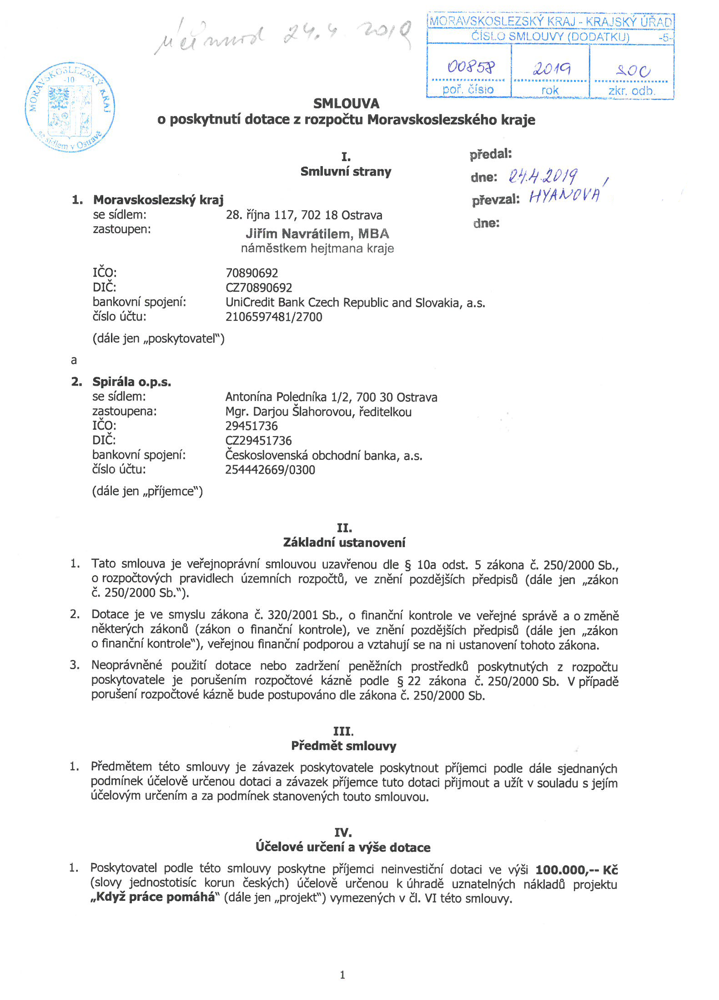 Účinnod 24.4 2019
MORAVSKOSLEZSKÝ KRAJ - KRAJSKÝ ÚŘAD
ČÍSLO SMLOUVY (DODATKU) -5-
00858 2019 SOC
poř. číslo rok zkr. odb.
MORAVSKOSLEZSKÝ KRAJ
-10-
se sídlem v Ostravě
SMLOUVA
o poskytnutí dotace z rozpočtu Moravskoslezského kraje
I.
Smluvní strany
předal:
dne: 24.4.2019
převzal: HYANOVÁ
dne:
1. Moravskoslezský kraj
se sídlem: 28. října 117, 702 18 Ostrava
zastoupen: Jiřím Navrátilem, MBA
náměstkem hejtmana kraje
IČO: 70890692
DIČ: CZ70890692
bankovní spojení: UniCredit Bank Czech Republic and Slovakia, a.s.
číslo účtu: 2106597481/2700
(dále jen „poskytovatel“)
a
2. Spirála o.p.s.
se sídlem: Antonína Poledníka 1/2, 700 30 Ostrava
zastoupena: Mgr. Darjou Šlahorovou, ředitelkou
IČO: 29451736
DIČ: CZ29451736
bankovní spojení: Československá obchodní banka, a.s.
číslo účtu: 254442669/0300
(dále jen „příjemce“)
II.
Základní ustanovení
1. Tato smlouva je veřejnoprávní smlouvou uzavřenou dle § 10a odst. 5 zákona č. 250/2000 Sb.,
o rozpočtových pravidlech územních rozpočtů, ve znění pozdějších předpisů (dále jen „zákon
č. 250/2000 Sb.“).
2. Dotace je ve smyslu zákona č. 320/2001 Sb., o finanční kontrole ve veřejné správě a o změně
některých zákonů (zákon o finanční kontrole), ve znění pozdějších předpisů (dále jen „zákon
o finanční kontrole“), veřejnou finanční podporou a vztahují se na ni ustanovení tohoto zákona.
3. Neoprávněné použití dotace nebo zadržení peněžních prostředků poskytnutých z rozpočtu
poskytovatele je porušením rozpočtové kázně podle § 22 zákona č. 250/2000 Sb. V případě
porušení rozpočtové kázně bude postupováno dle zákona č. 250/2000 Sb.
III.
Předmět smlouvy
1. Předmětem této smlouvy je závazek poskytovatele poskytnout příjemci podle dále sjednaných
podmínek účelově určenou dotaci a závazek příjemce tuto dotaci přijmout a užít v souladu s jejím
účelovým určením a za podmínek stanovených touto smlouvou.
IV.
Účelové určení a výše dotace
1. Poskytovatel podle této smlouvy poskytne příjemci neinvestiční dotaci ve výši 100.000,-- Kč
(slovy jednostotisíc korun českých) účelově určenou k úhradě uznatelných nákladů projektu
„Když práce pomáhá“ (dále jen „projekt“) vymezených v čl. VI této smlouvy.
1